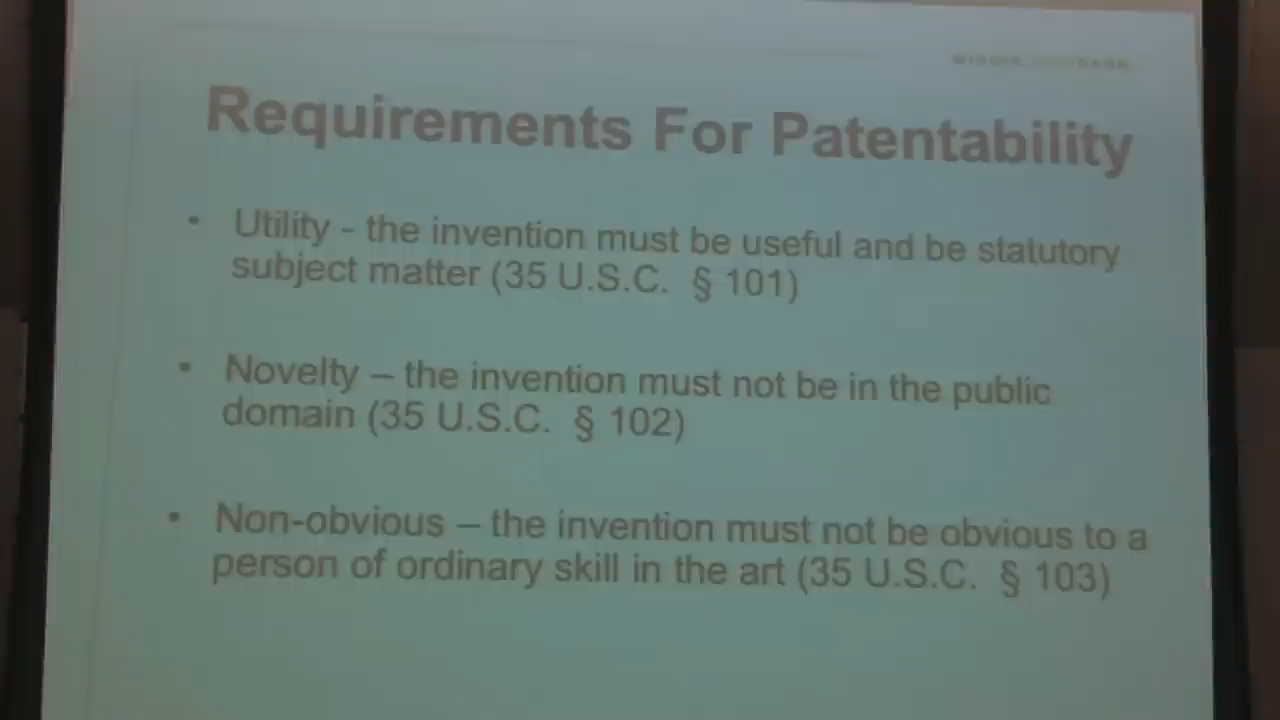 Requirements For Patentability
• Utility - the invention must be useful and be statutory
subject matter (35 U.S.C. § 101)
• Novelty – the invention must not be in the public
domain (35 U.S.C. § 102)
• Non-obvious – the invention must not be obvious to a
person of ordinary skill in the art (35 U.S.C. § 103)